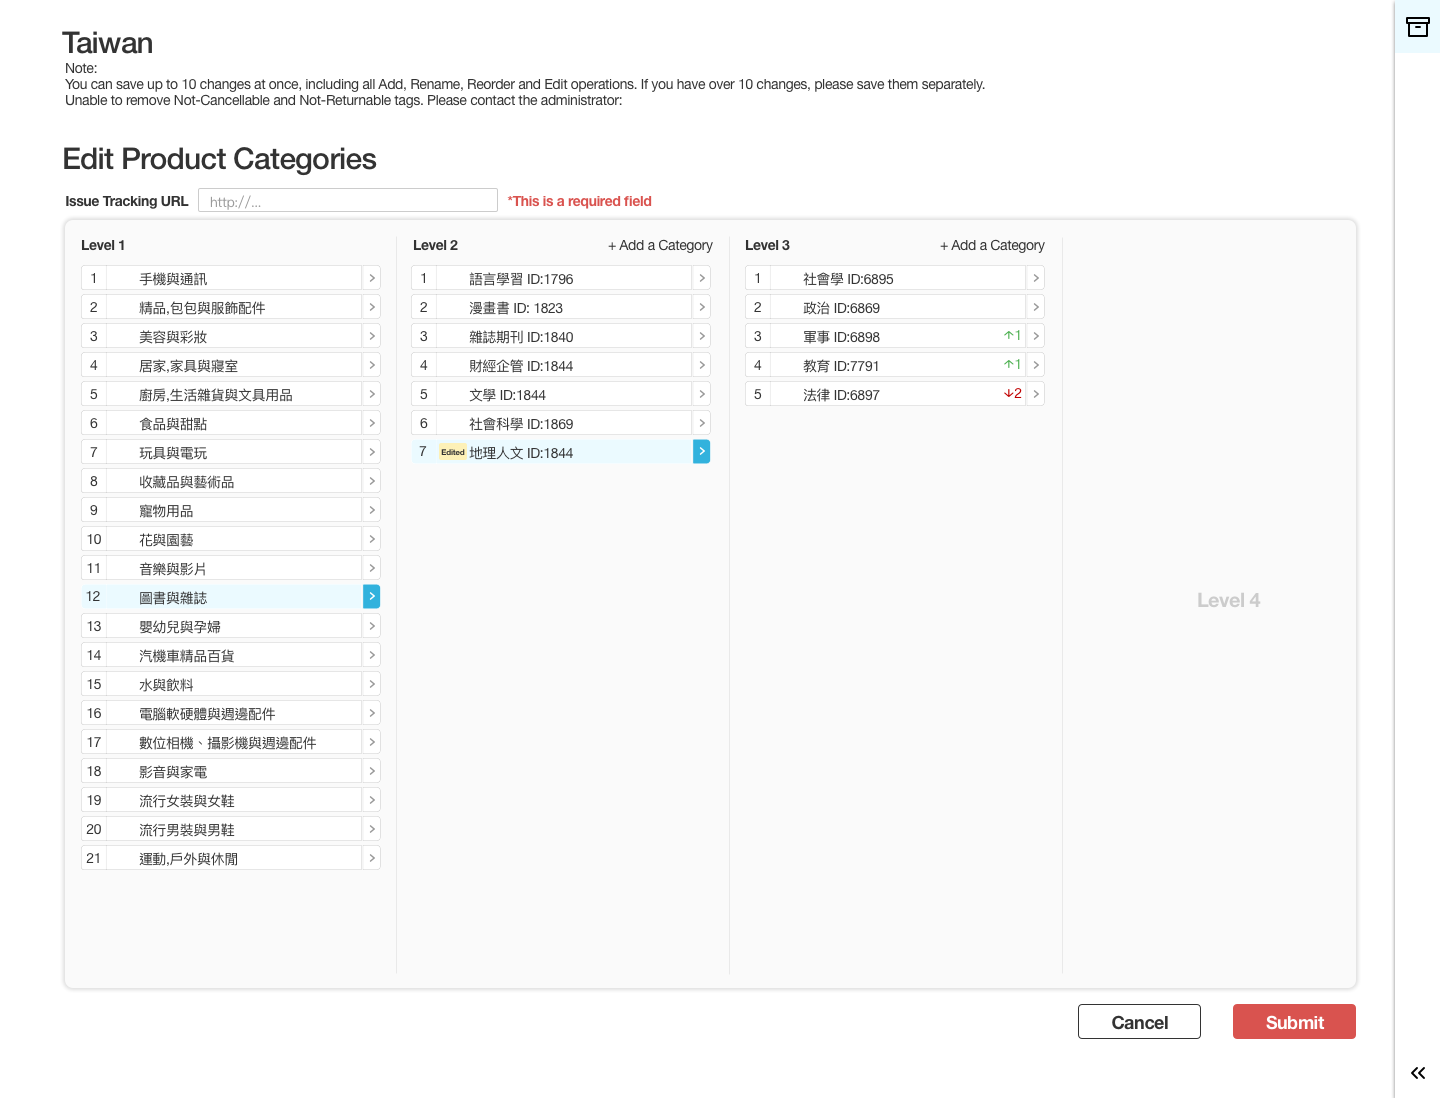 Taiwan
Note:
You can save up to 10 changes at once, including all Add, Rename, Reorder and Edit operations. If you have over 10 changes, please save them separately.
Unable to remove Not-Cancellable and Not-Returnable tags. Please contact the administrator:
Edit Product Categories
Issue Tracking URL http://... *This is a required field
Level 1
1 手機與通訊
2 精品,包包與服飾配件
3 美容與彩妝
4 居家,家具與寢室
5 廚房,生活雜貨與文具用品
6 食品與甜點
7 玩具與電玩
8 收藏品與藝術品
9 寵物用品
10 花與園藝
11 音樂與影片
12 圖書與雜誌
13 嬰幼兒與孕婦
14 汽機車精品百貨
15 水與飲料
16 電腦軟硬體與週邊配件
17 數位相機、攝影機與週邊配件
18 影音與家電
19 流行女裝與女鞋
20 流行男裝與男鞋
21 運動,戶外與休閒
Level 2 + Add a Category
1 語言學習 ID:1796
2 漫畫書 ID: 1823
3 雜誌期刊 ID:1840
4 財經企管 ID:1844
5 文學 ID:1844
6 社會科學 ID:1869
7 Edited 地理人文 ID:1844
Level 3 + Add a Category
1 社會學 ID:6895
2 政治 ID:6869
3 軍事 ID:6898 ↑1
4 教育 ID:7791 ↑1
5 法律 ID:6897 ↓2
Level 4
Cancel Submit